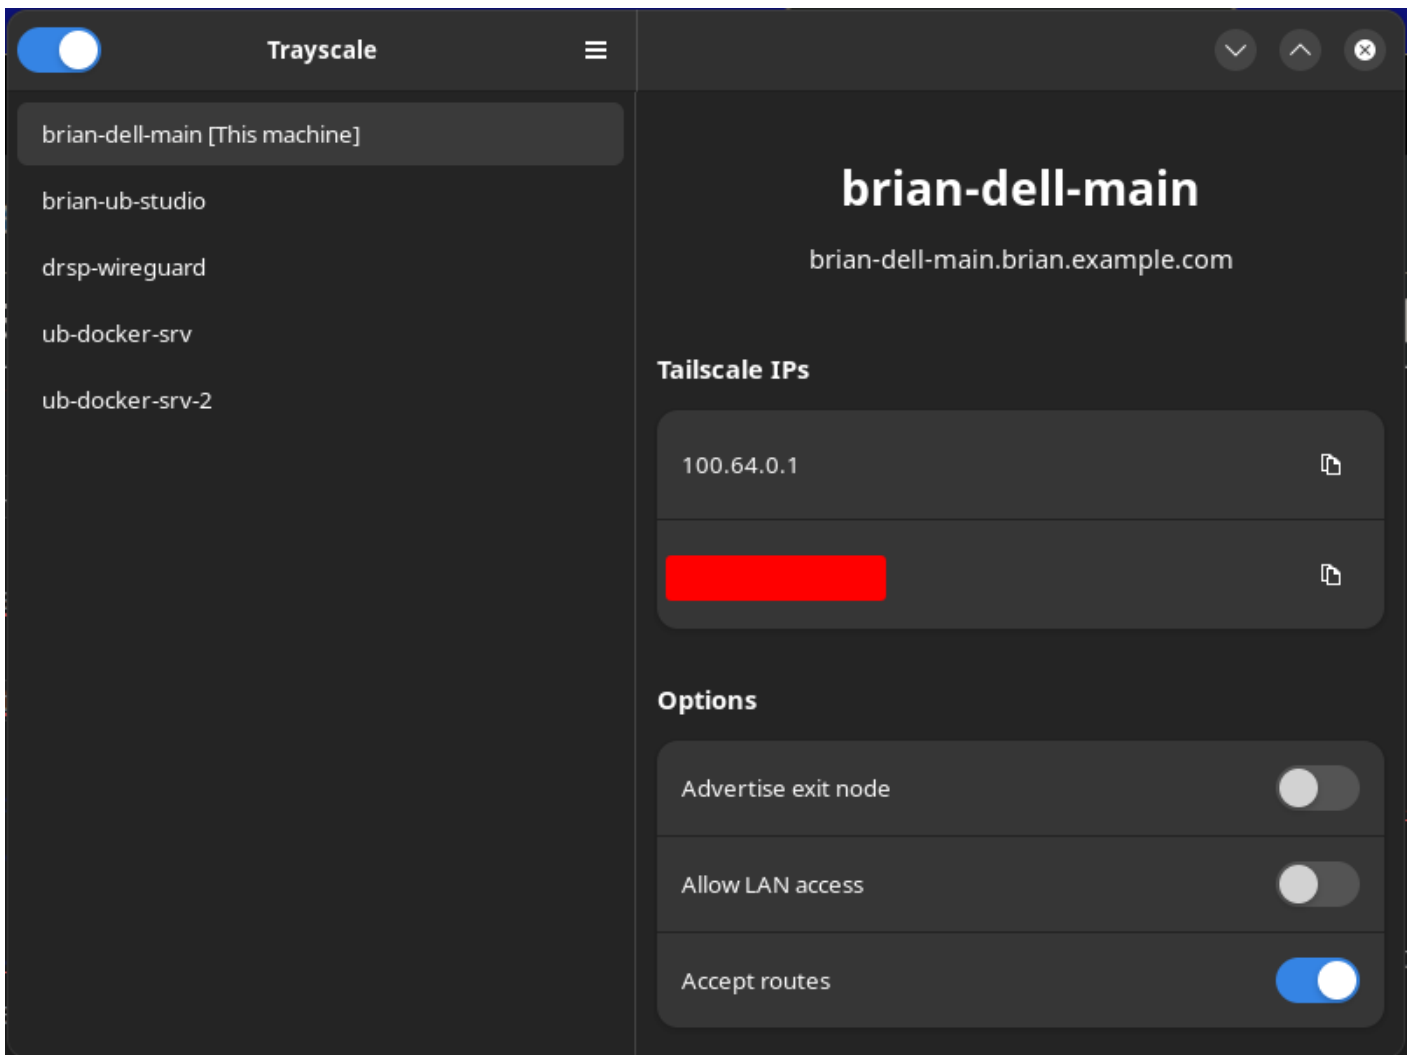 Trayscale
brian-dell-main [This machine]
brian-ub-studio
drsp-wireguard
ub-docker-srv
ub-docker-srv-2
brian-dell-main
brian-dell-main.brian.example.com
Tailscale IPs
100.64.0.1
Options
Advertise exit node
Allow LAN access
Accept routes